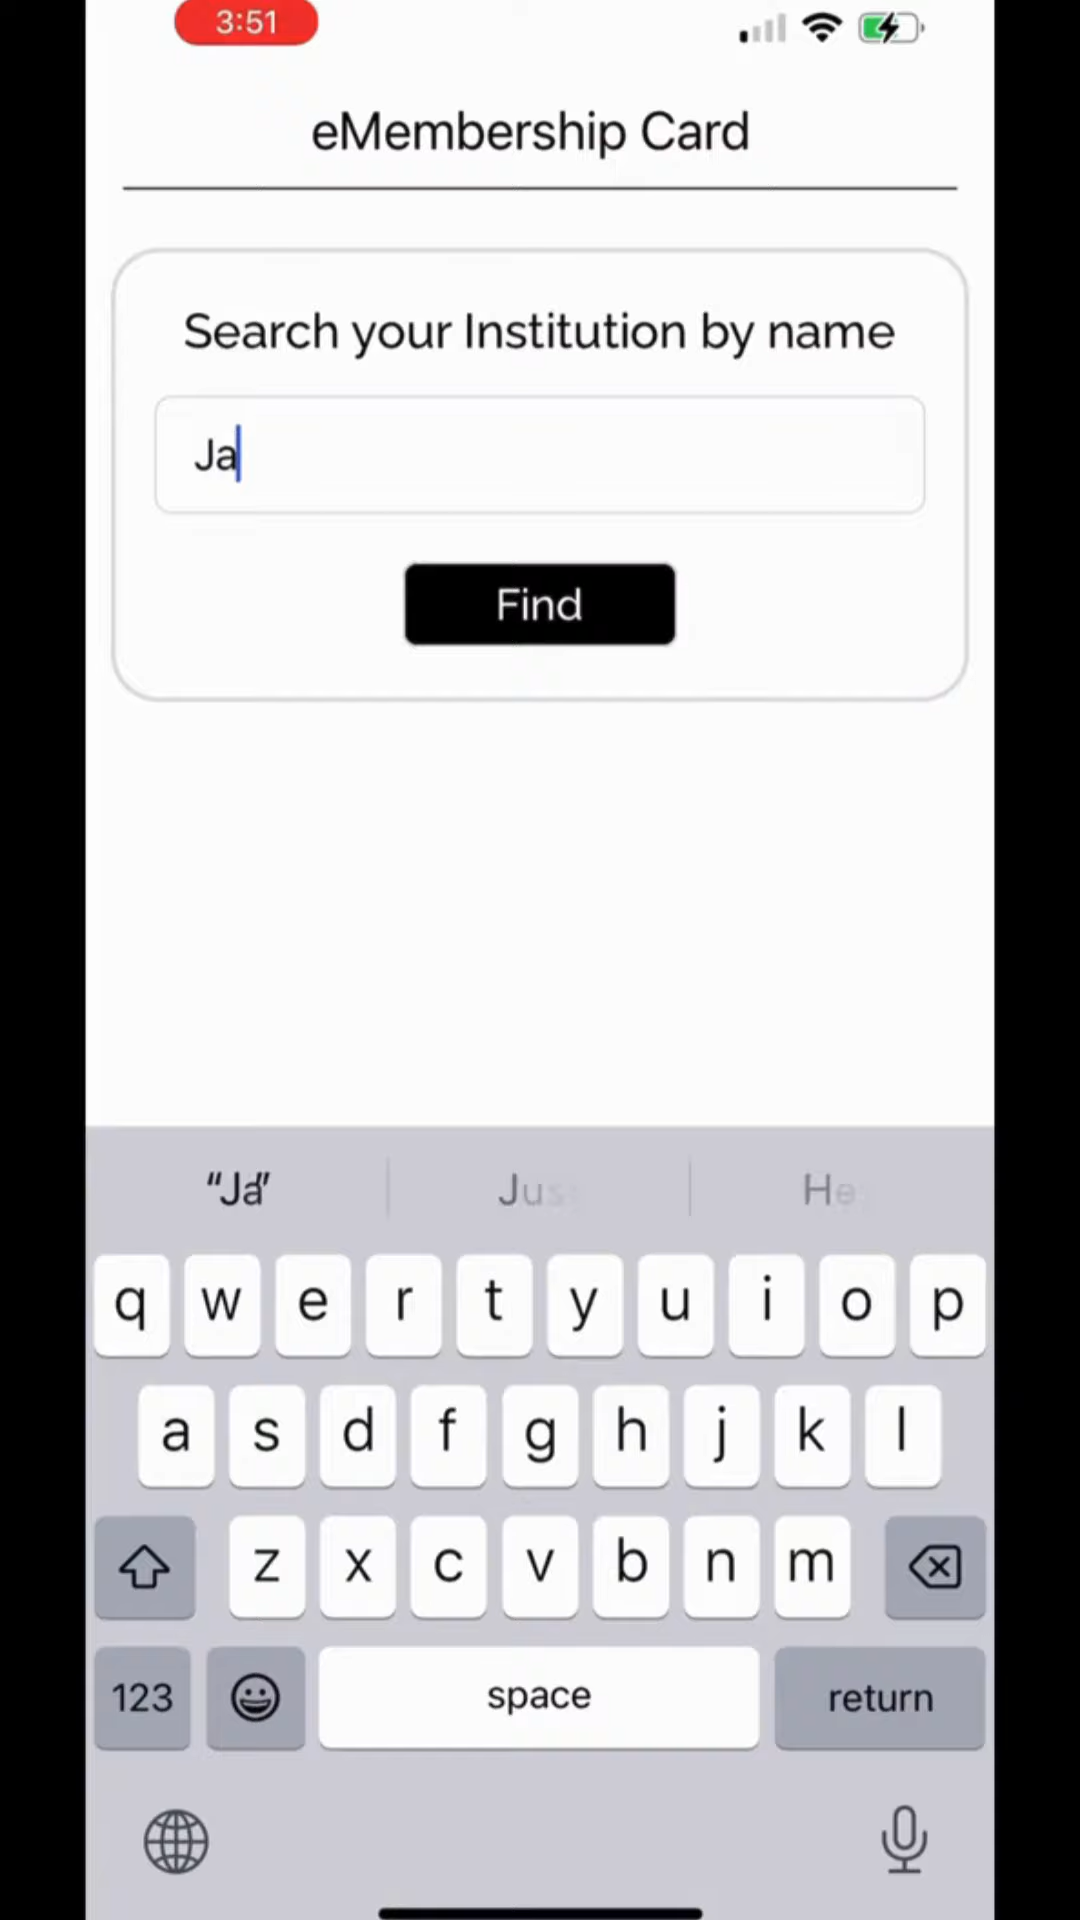 3:51
eMembership Card
Search your Institution by name
Ja
Find
“Ja”
q w e r t y u i o p
a s d f g h j k l
z x c v b n m
123 space return